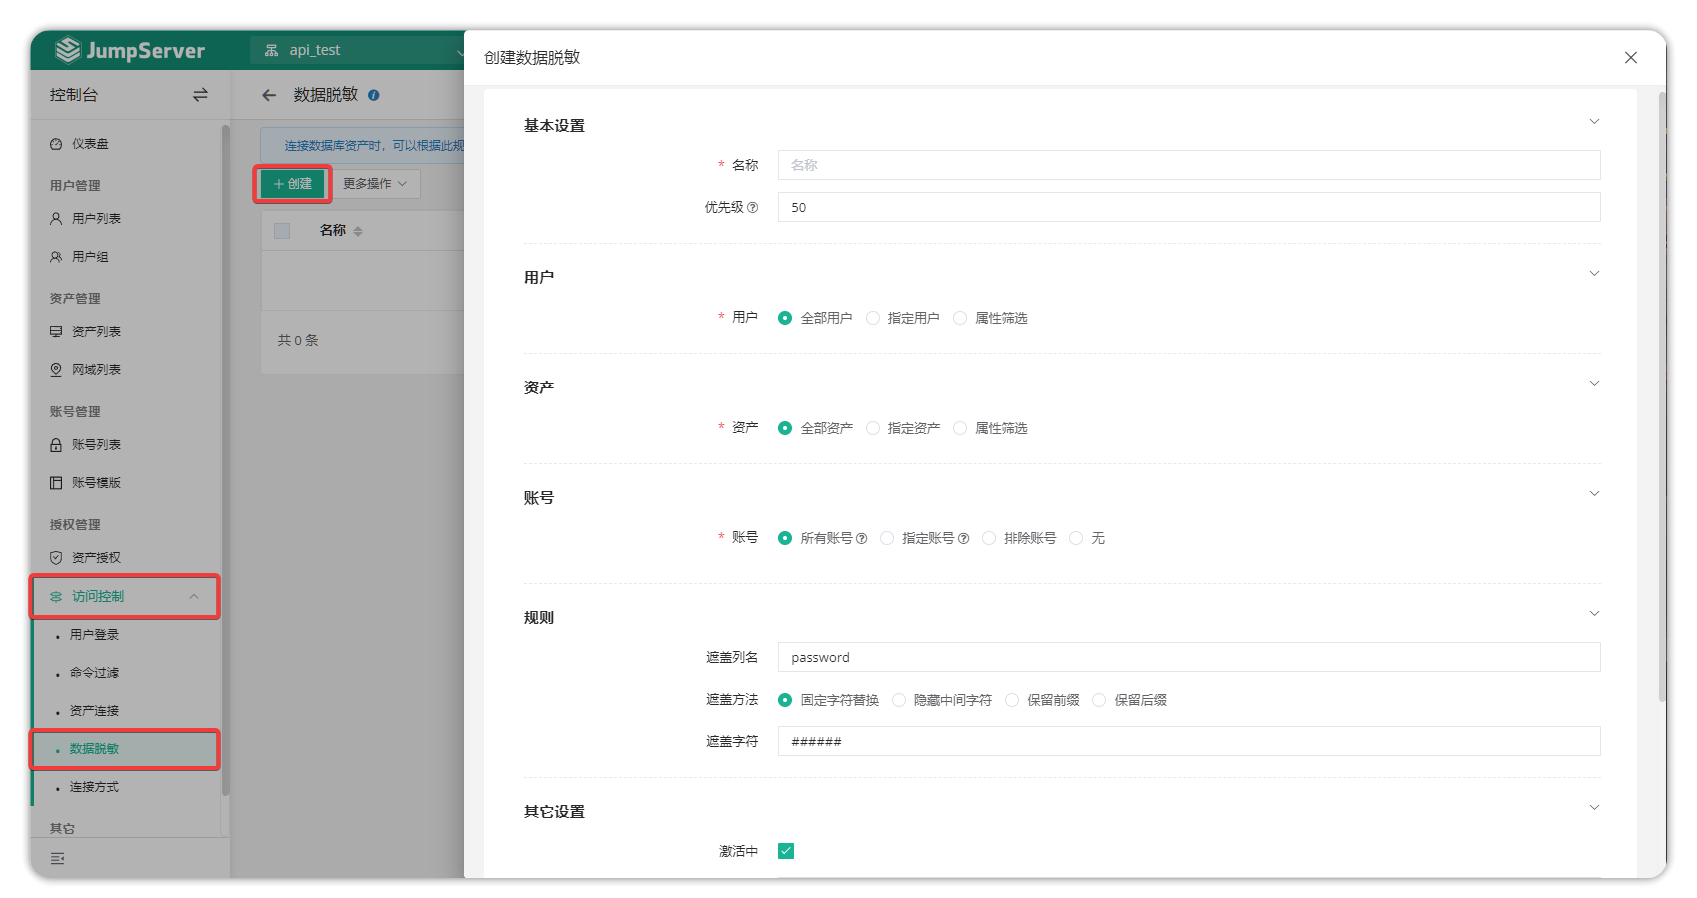 JumpServer
api_test
控制台
仪表盘
用户管理
用户列表
用户组
资产管理
资产列表
网域列表
账号管理
账号列表
账号模版
授权管理
资产授权
访问控制
用户登录
命令过滤
资产连接
数据脱敏
连接方式
其它
数据脱敏
连接数据库资产时，可以根据此规
创建
更多操作
名称
共 0 条
创建数据脱敏
基本设置
* 名称 名称
优先级 50
用户
* 用户 全部用户 指定用户 属性筛选
资产
* 资产 全部资产 指定资产 属性筛选
账号
* 账号 所有账号 指定账号 排除账号 无
规则
遮盖列名 password
遮盖方法 固定字符替换 隐藏中间字符 保留前缀 保留后缀
遮盖字符 ######
其它设置
激活中